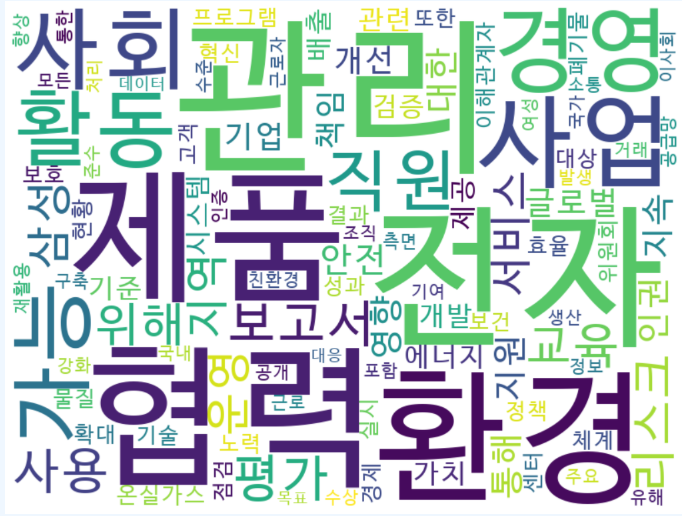 향상
통한
사회
프로그램
관련
또한
경영
물
모든
처리
데이터
혁신
수준
근로자
배출
관리
개선
대한
이해관계자
여성
국가
소통
폐기
이사회
활동
고객
기업
책임
검증
사업
준수
보호
직원
대상
거래
공급망
발생
삼성
현황
제품
역
시스템
인증
결과
조직
측면
제공
서비스
글로벌
지속
안전
전자
효율
위원회
재활용
구축
기준
친환경
성과
기여
가능
위해
지
보고서
영향
개발
보건
생산
인권
강화
국내
운영
공개
대응
포함
에너지
지원
교육
정보
물질
협력
환경
정책
리스크
확대
기술
근로
실시
노력
통해
체계
사용
점검
평가
경제
가치
센터
주요
온실가스
목표
수상
유해